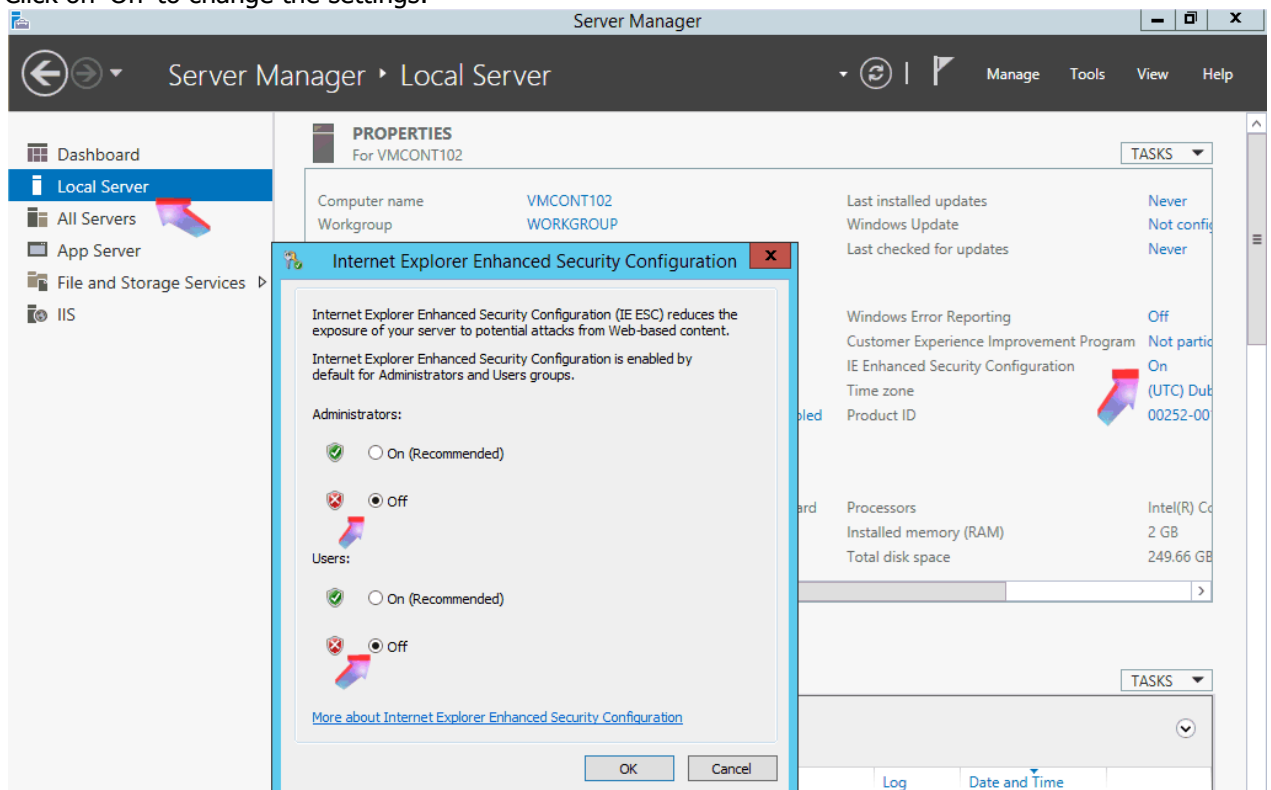 Click on 'On' to change the settings.
Server Manager
Server Manager • Local Server
Manage Tools View Help
Dashboard
Local Server
All Servers
App Server
File and Storage Services
IIS
PROPERTIES
For VMCONT102
TASKS
Computer name VMCONT102
Workgroup WORKGROUP
Last installed updates Never
Windows Update Not config
Last checked for updates Never
Windows Error Reporting Off
Customer Experience Improvement Program Not partic
IE Enhanced Security Configuration On
Time zone (UTC) Dub
bled Product ID 00252-00
ard Processors Intel(R) Co
Installed memory (RAM) 2 GB
Total disk space 249.66 GB
Internet Explorer Enhanced Security Configuration
Internet Explorer Enhanced Security Configuration (IE ESC) reduces the
exposure of your server to potential attacks from Web-based content.
Internet Explorer Enhanced Security Configuration is enabled by
default for Administrators and Users groups.
Administrators:
On (Recommended)
Off
Users:
On (Recommended)
Off
More about Internet Explorer Enhanced Security Configuration
OK Cancel
TASKS
Log Date and Time